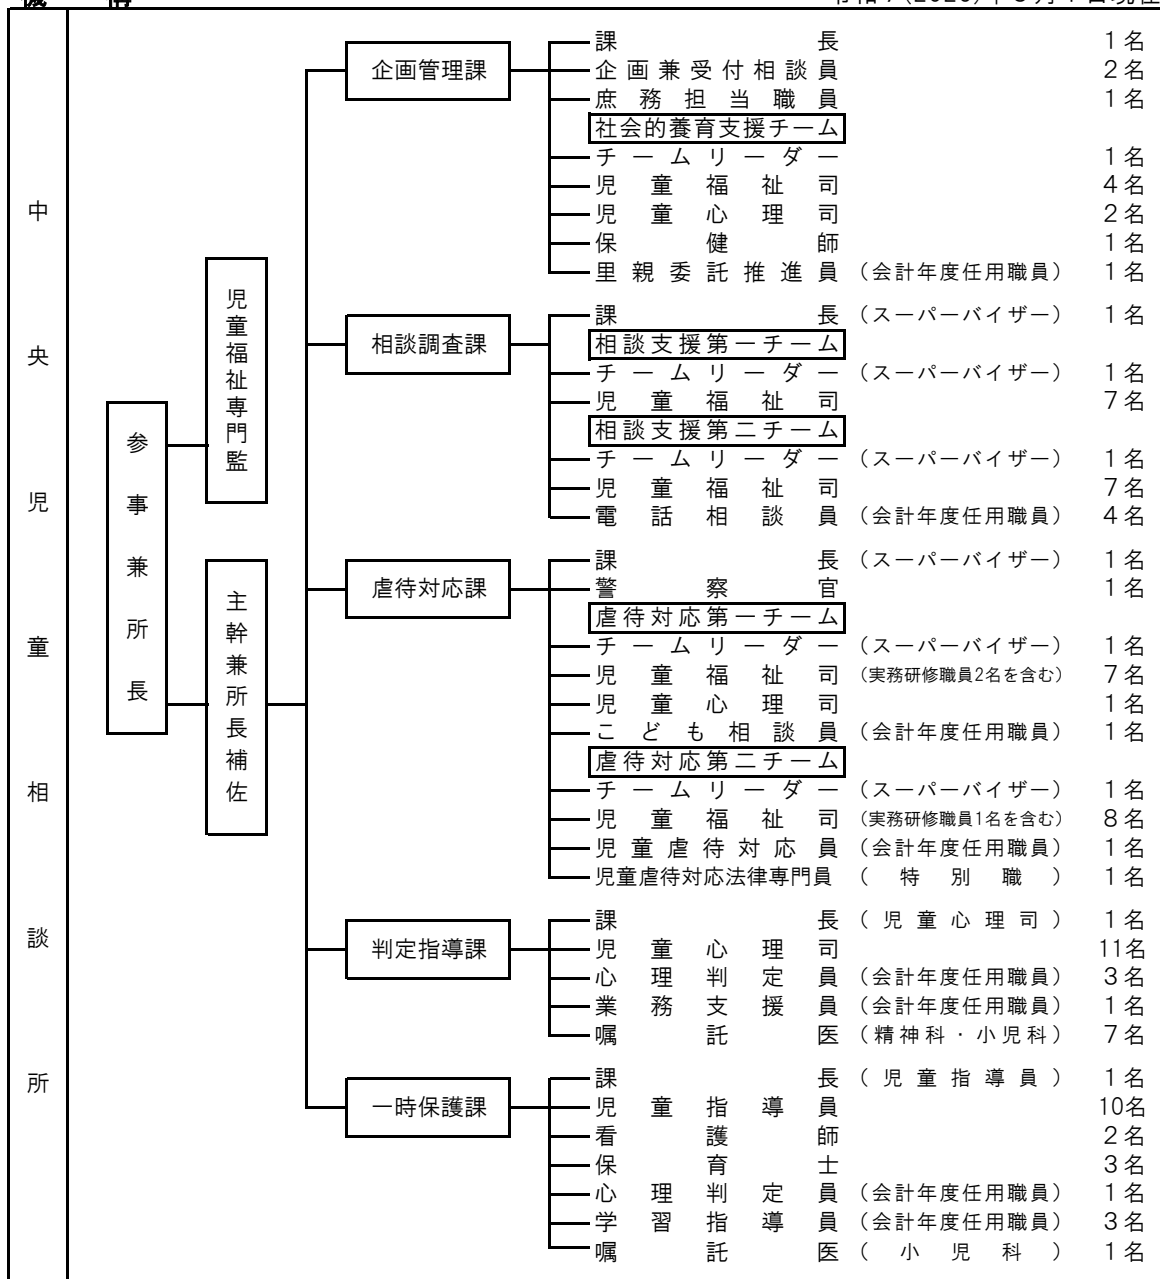 中央児童相談所
参事兼所長
児童福祉専門監
主幹兼所長補佐
企画管理課
課長 1名
企画兼受付相談員 2名
庶務担当職員 1名
社会的養育支援チーム
チームリーダー 1名
児童福祉司 4名
児童心理司 2名
保健師 1名
里親委託推進員 (会計年度任用職員) 1名
相談調査課
課長 (スーパーバイザー) 1名
相談支援第一チーム
チームリーダー (スーパーバイザー) 1名
児童福祉司 7名
相談支援第二チーム
チームリーダー (スーパーバイザー) 1名
児童福祉司 7名
電話相談員 (会計年度任用職員) 4名
虐待対応課
課長 (スーパーバイザー) 1名
警察官 1名
虐待対応第一チーム
チームリーダー (スーパーバイザー) 1名
児童福祉司 (実務研修職員2名を含む) 7名
児童心理司 1名
こども相談員 (会計年度任用職員) 1名
虐待対応第二チーム
チームリーダー (スーパーバイザー) 1名
児童福祉司 (実務研修職員1名を含む) 8名
児童虐待対応員 (会計年度任用職員) 1名
児童虐待対応法律専門員 (特別職) 1名
判定指導課
課長 (児童心理司) 1名
児童心理司 11名
心理判定員 (会計年度任用職員) 3名
業務支援員 (会計年度任用職員) 1名
嘱託医 (精神科・小児科) 7名
一時保護課
課長 (児童指導員) 1名
児童指導員 10名
看護師 2名
保育士 3名
心理判定員 (会計年度任用職員) 1名
学習指導員 (会計年度任用職員) 3名
嘱託医 (小児科) 1名